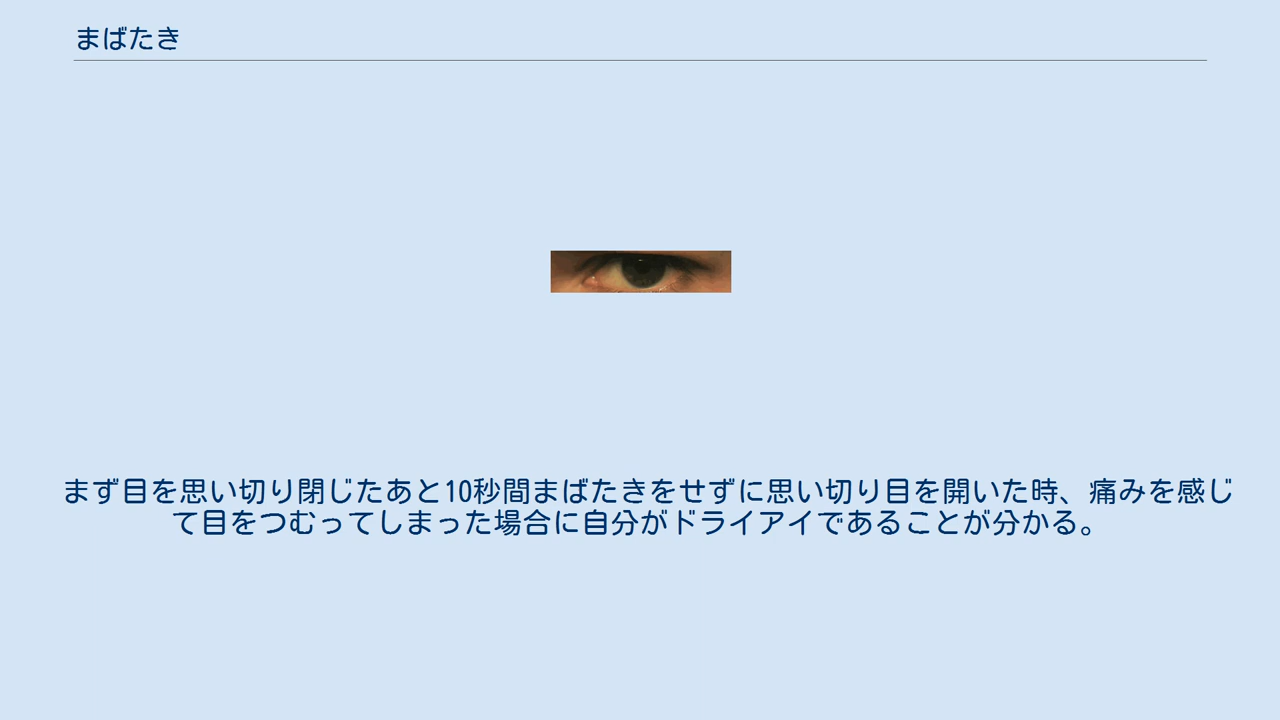 まばたき
まず目を思い切り閉じたあと10秒間まばたきをせずに思い切り目を開いた時、痛みを感じ
て目をつむってしまった場合に自分がドライアイであることが分かる。